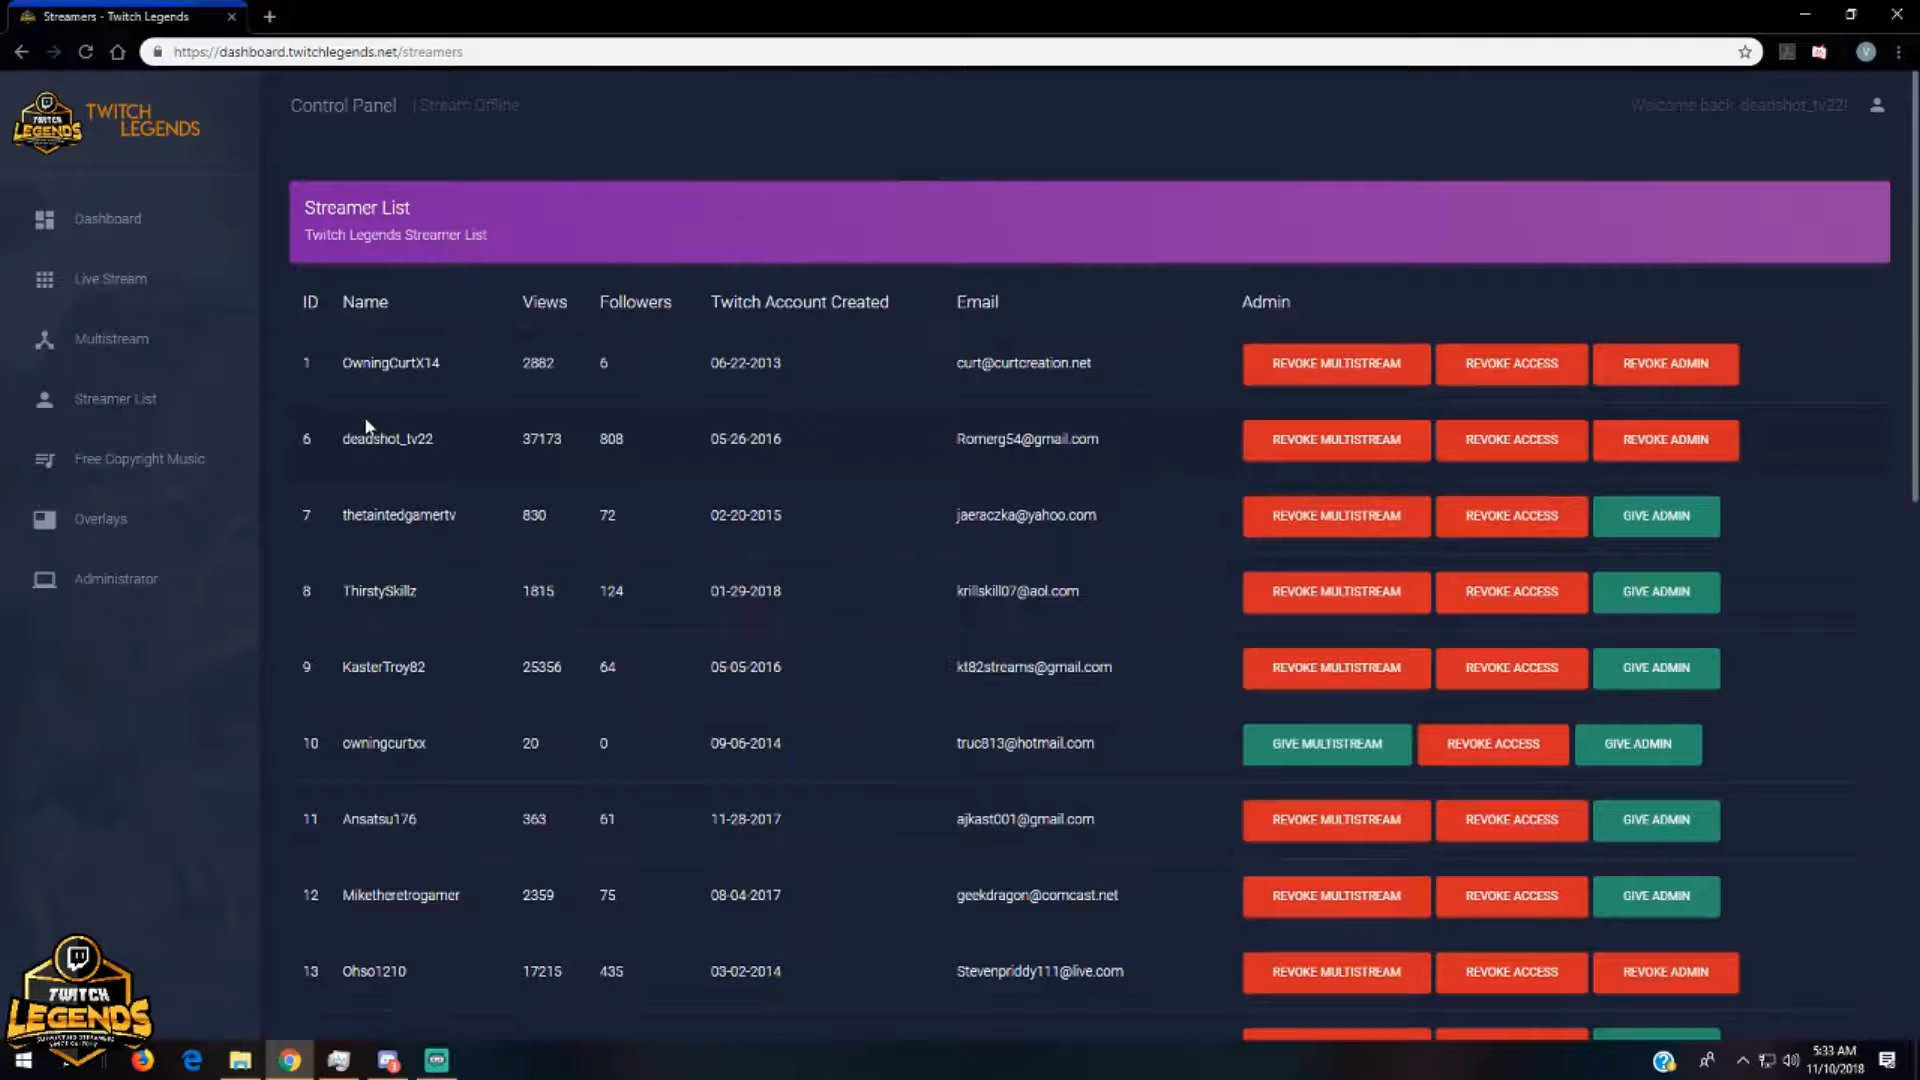 Streamers - Twitch Legends
https://dashboard.twitchlegends.net/streamers
V
TWITCH
LEGENDS
TWITCH
LEGENDS
Control Panel | Stream Offline
Welcome back, deadshot_tv22!
Dashboard
Live Stream
Multistream
Streamer List
Free Copyright Music
Overlays
Administrator
Streamer List
Twitch Legends Streamer List
ID Name Views Followers Twitch Account Created Email Admin
1 OwningCurtX14 2882 6 06-22-2013 curt@curtcreation.net REVOKE MULTISTREAM REVOKE ACCESS REVOKE ADMIN
6 deadshot_tv22 37173 808 05-26-2016 Romerg54@gmail.com REVOKE MULTISTREAM REVOKE ACCESS REVOKE ADMIN
7 thetaintedgamertv 830 72 02-20-2015 jaeraczka@yahoo.com REVOKE MULTISTREAM REVOKE ACCESS GIVE ADMIN
8 ThirstySkillz 1815 124 01-29-2018 krillskill07@aol.com REVOKE MULTISTREAM REVOKE ACCESS GIVE ADMIN
9 KasterTroy82 25356 64 05-05-2016 kt82streams@gmail.com REVOKE MULTISTREAM REVOKE ACCESS GIVE ADMIN
10 owningcurtxx 20 0 09-06-2014 truc813@hotmail.com GIVE MULTISTREAM REVOKE ACCESS GIVE ADMIN
11 Ansatsu176 363 61 11-28-2017 ajkast001@gmail.com REVOKE MULTISTREAM REVOKE ACCESS GIVE ADMIN
12 Miketheretrogamer 2359 75 08-04-2017 geekdragon@comcast.net REVOKE MULTISTREAM REVOKE ACCESS GIVE ADMIN
13 Ohso1210 17215 435 03-02-2014 Stevenpriddy111@live.com REVOKE MULTISTREAM REVOKE ACCESS REVOKE ADMIN
TWITCH
LEGENDS
SUPPORTING STREAMERS
5:33 AM
11/10/2018